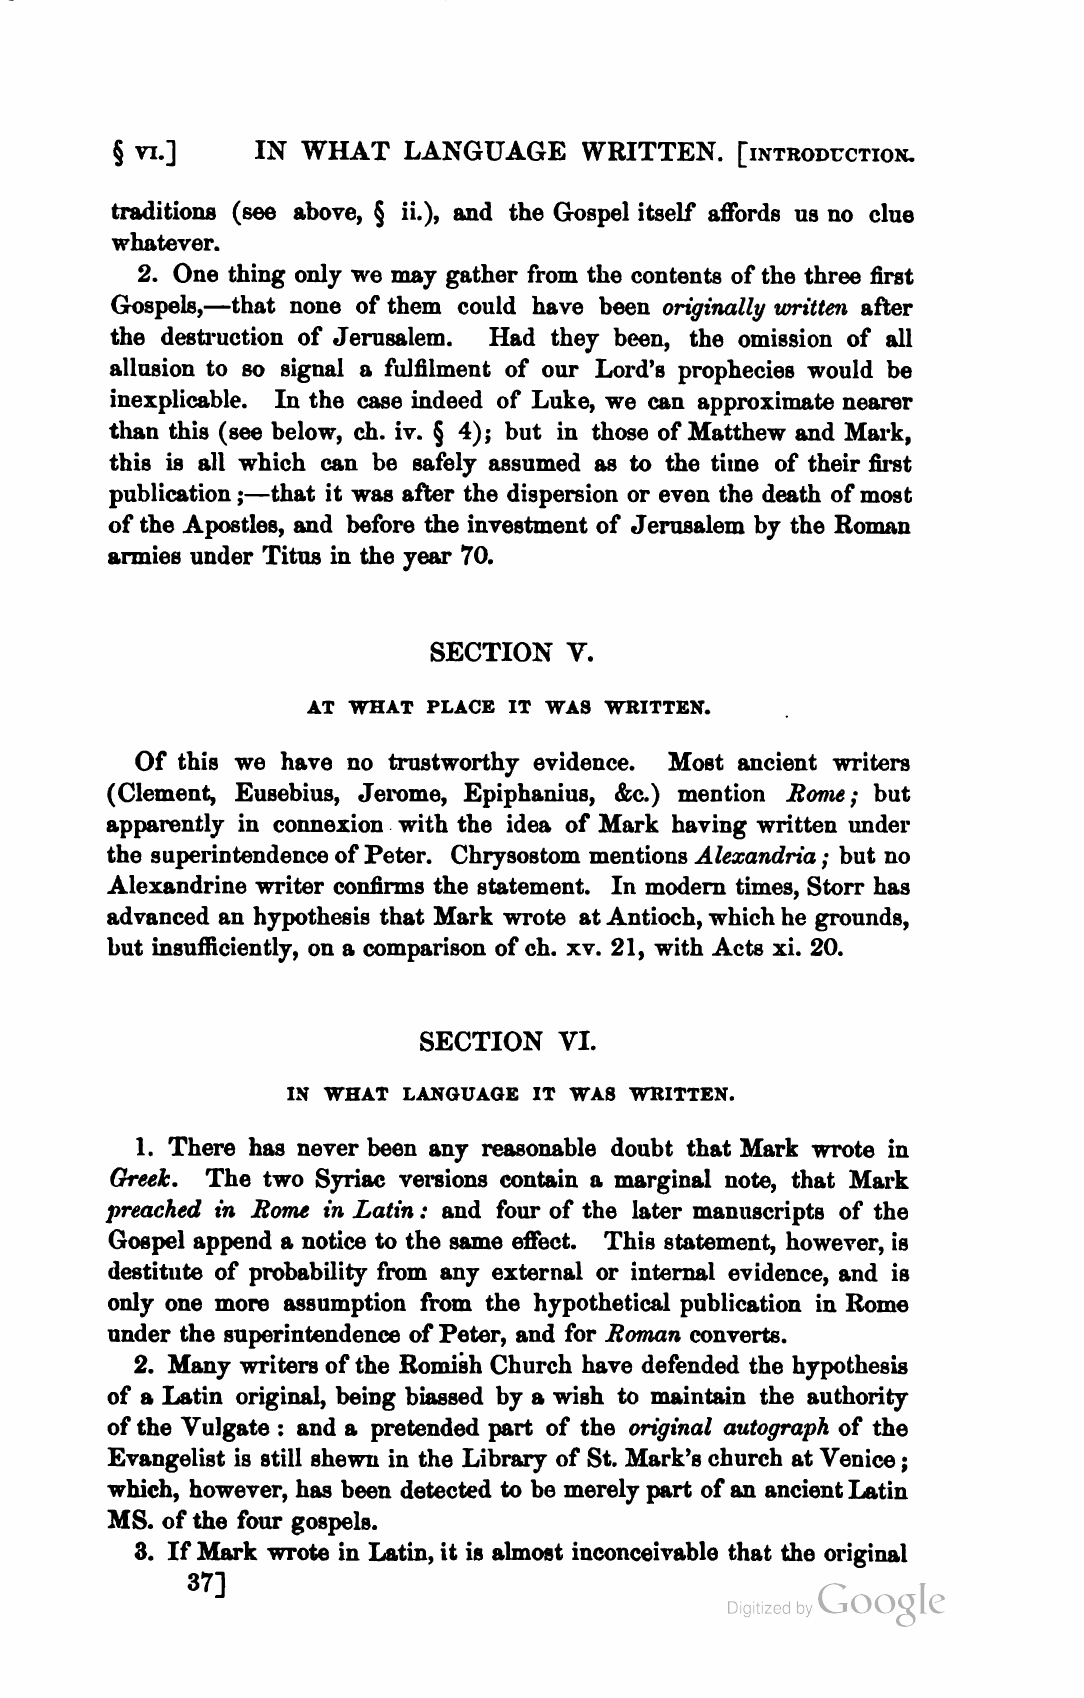 § VI.] IN WHAT LANGUAGE WRITTEN. [INTRODUCTION.
traditions (see above, § ii.), and the Gospel itself affords us no clue
whatever.
2. One thing only we may gather from the contents of the three first
Gospels,—that none of them could have been originally written after
the destruction of Jerusalem. Had they been, the omission of all
allusion to so signal a fulfilment of our Lord's prophecies would be
inexplicable. In the case indeed of Luke, we can approximate nearer
than this (see below, ch. iv. § 4); but in those of Matthew and Mark,
this is all which can be safely assumed as to the time of their first
publication ;—that it was after the dispersion or even the death of most
of the Apostles, and before the investment of Jerusalem by the Roman
armies under Titus in the year 70.
SECTION V.
AT WHAT PLACE IT WAS WRITTEN.
Of this we have no trustworthy evidence. Most ancient writers
(Clement, Eusebius, Jerome, Epiphanius, &c.) mention Rome; but
apparently in connexion with the idea of Mark having written under
the superintendence of Peter. Chrysostom mentions Alexandria; but no
Alexandrine writer confirms the statement. In modern times, Storr has
advanced an hypothesis that Mark wrote at Antioch, which he grounds,
but insufficiently, on a comparison of ch. xv. 21, with Acts xi. 20.
SECTION VI.
IN WHAT LANGUAGE IT WAS WRITTEN.
1. There has never been any reasonable doubt that Mark wrote in
Greek. The two Syriac versions contain a marginal note, that Mark
preached in Rome in Latin: and four of the later manuscripts of the
Gospel append a notice to the same effect. This statement, however, is
destitute of probability from any external or internal evidence, and is
only one more assumption from the hypothetical publication in Rome
under the superintendence of Peter, and for Roman converts.
2. Many writers of the Romish Church have defended the hypothesis
of a Latin original, being biassed by a wish to maintain the authority
of the Vulgate : and a pretended part of the original autograph of the
Evangelist is still shewn in the Library of St. Mark's church at Venice;
which, however, has been detected to be merely part of an ancient Latin
MS. of the four gospels.
3. If Mark wrote in Latin, it is almost inconceivable that the original
37]
Digitized by Google